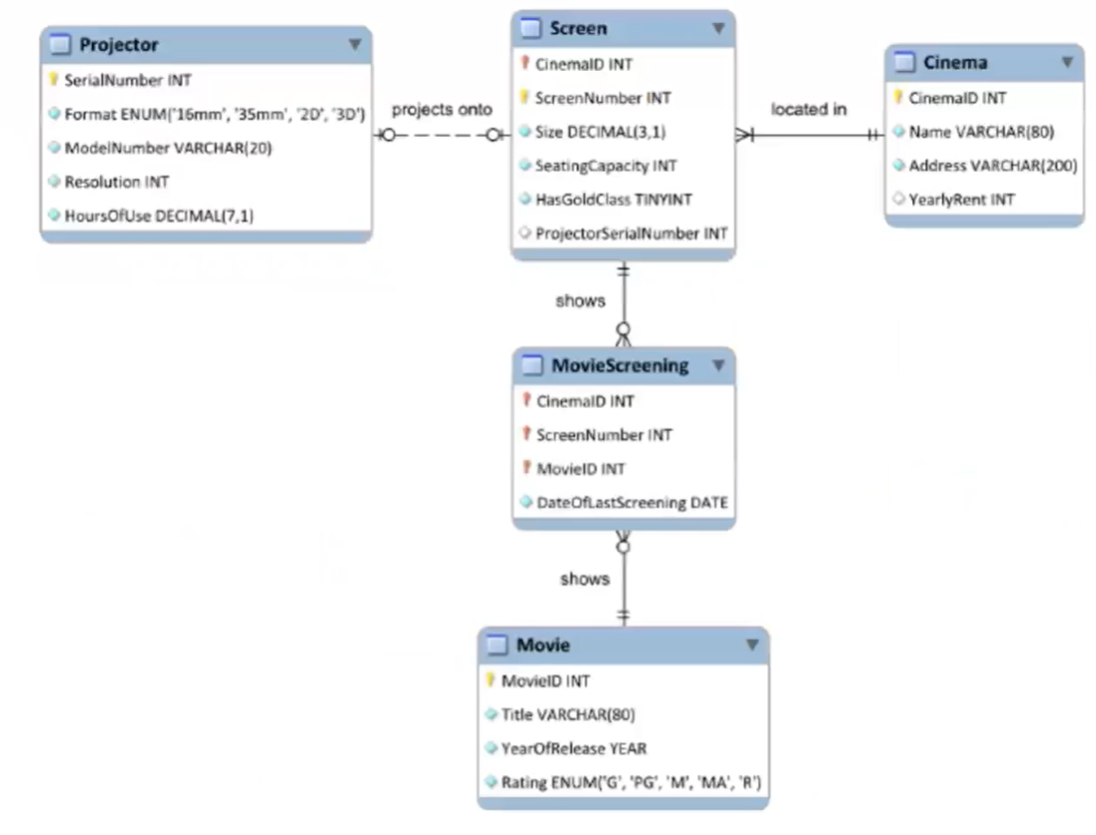 Projector
SerialNumber INT
Format ENUM('16mm', '35mm', '2D', '3D')
ModelNumber VARCHAR(20)
Resolution INT
HoursOfUse DECIMAL(7,1)
projects onto
Screen
CinemaID INT
ScreenNumber INT
Size DECIMAL(3,1)
SeatingCapacity INT
HasGoldClass TINYINT
ProjectorSerialNumber INT
located in
Cinema
CinemaID INT
Name VARCHAR(80)
Address VARCHAR(200)
YearlyRent INT
shows
MovieScreening
CinemaID INT
ScreenNumber INT
MovieID INT
DateOfLastScreening DATE
shows
Movie
MovieID INT
Title VARCHAR(80)
YearOfRelease YEAR
Rating ENUM('G', 'PG', 'M', 'MA', 'R')